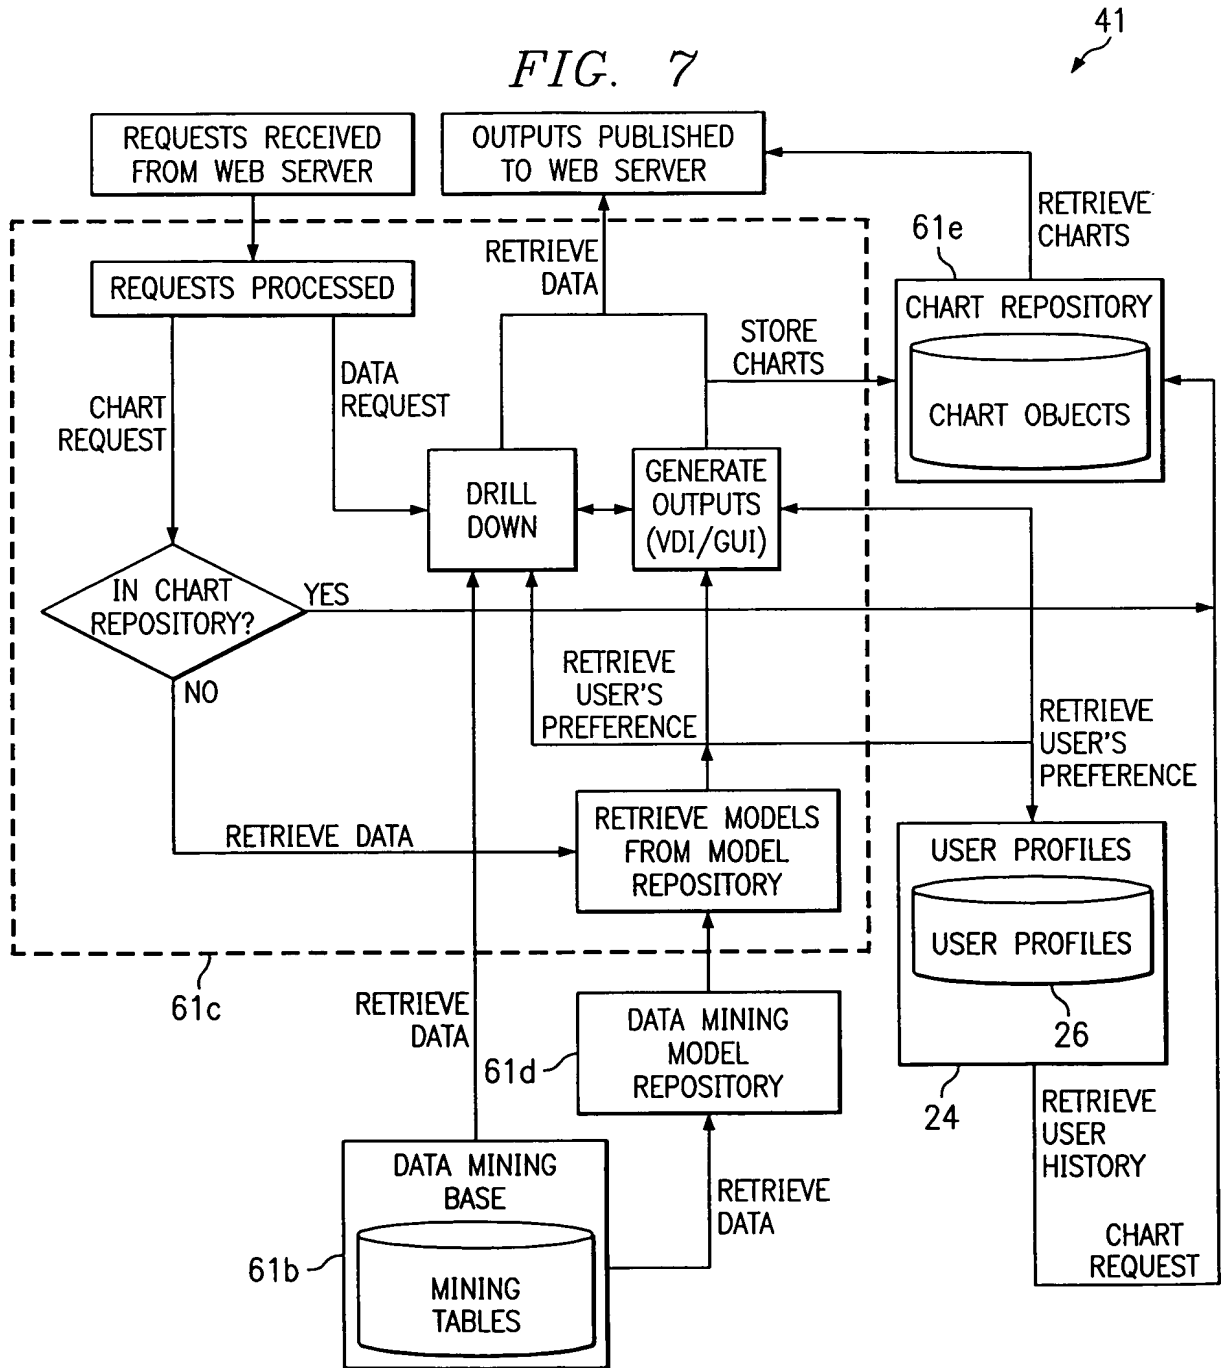 41
FIG. 7
REQUESTS RECEIVED
FROM WEB SERVER
OUTPUTS PUBLISHED
TO WEB SERVER
RETRIEVE
CHARTS
61e
RETRIEVE
DATA
REQUESTS PROCESSED
CHART REPOSITORY
CHART OBJECTS
STORE
CHARTS
DATA
REQUEST
CHART
REQUEST
DRILL
DOWN
GENERATE
OUTPUTS
(VDI/GUI)
IN CHART
REPOSITORY?
YES
NO
RETRIEVE
USER'S
PREFERENCE
RETRIEVE
USER'S
PREFERENCE
RETRIEVE DATA
RETRIEVE MODELS
FROM MODEL
REPOSITORY
USER PROFILES
USER PROFILES
26
24
61c
RETRIEVE
DATA
61d
DATA MINING
MODEL
REPOSITORY
RETRIEVE
USER
HISTORY
DATA MINING
BASE
RETRIEVE
DATA
61b
MINING
TABLES
CHART
REQUEST